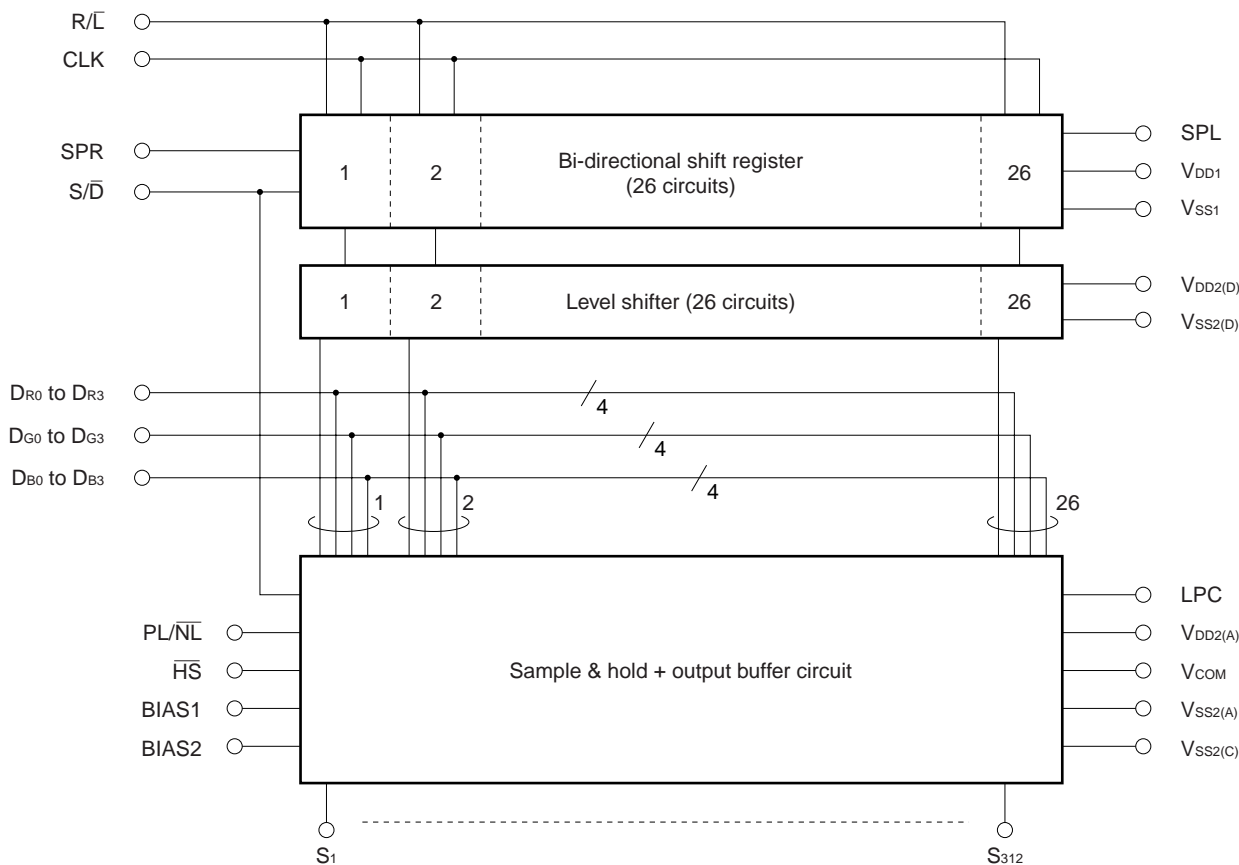 R/L̅
CLK
SPR
S/D̅
1
2
Bi-directional shift register
(26 circuits)
26
SPL
VDD1
VSS1
1
2
Level shifter (26 circuits)
26
VDD2(D)
VSS2(D)
DR0 to DR3
4
DG0 to DG3
4
DB0 to DB3
4
1
2
26
LPC
PL/N̅L̅
VDD2(A)
H̅S̅
Sample & hold + output buffer circuit
VCOM
BIAS1
VSS2(A)
BIAS2
VSS2(C)
S1
S312